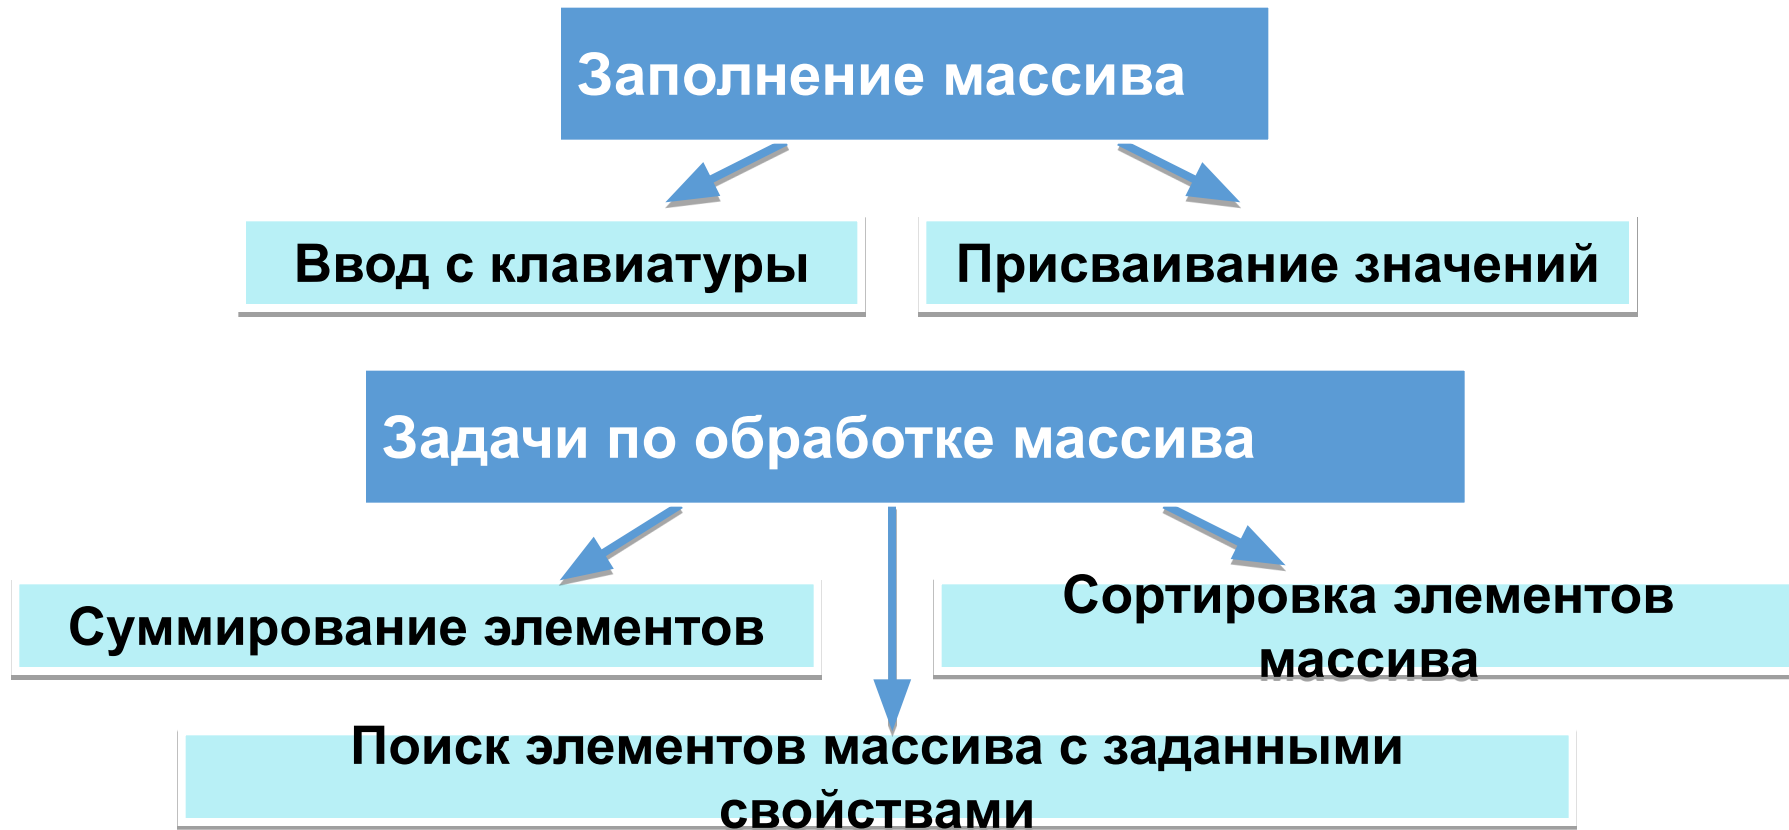 Заполнение массива
Ввод с клавиатуры
Присваивание значений
Задачи по обработке массива
Суммирование элементов
Сортировка элементов
массива
Поиск элементов массива с заданными
свойствами